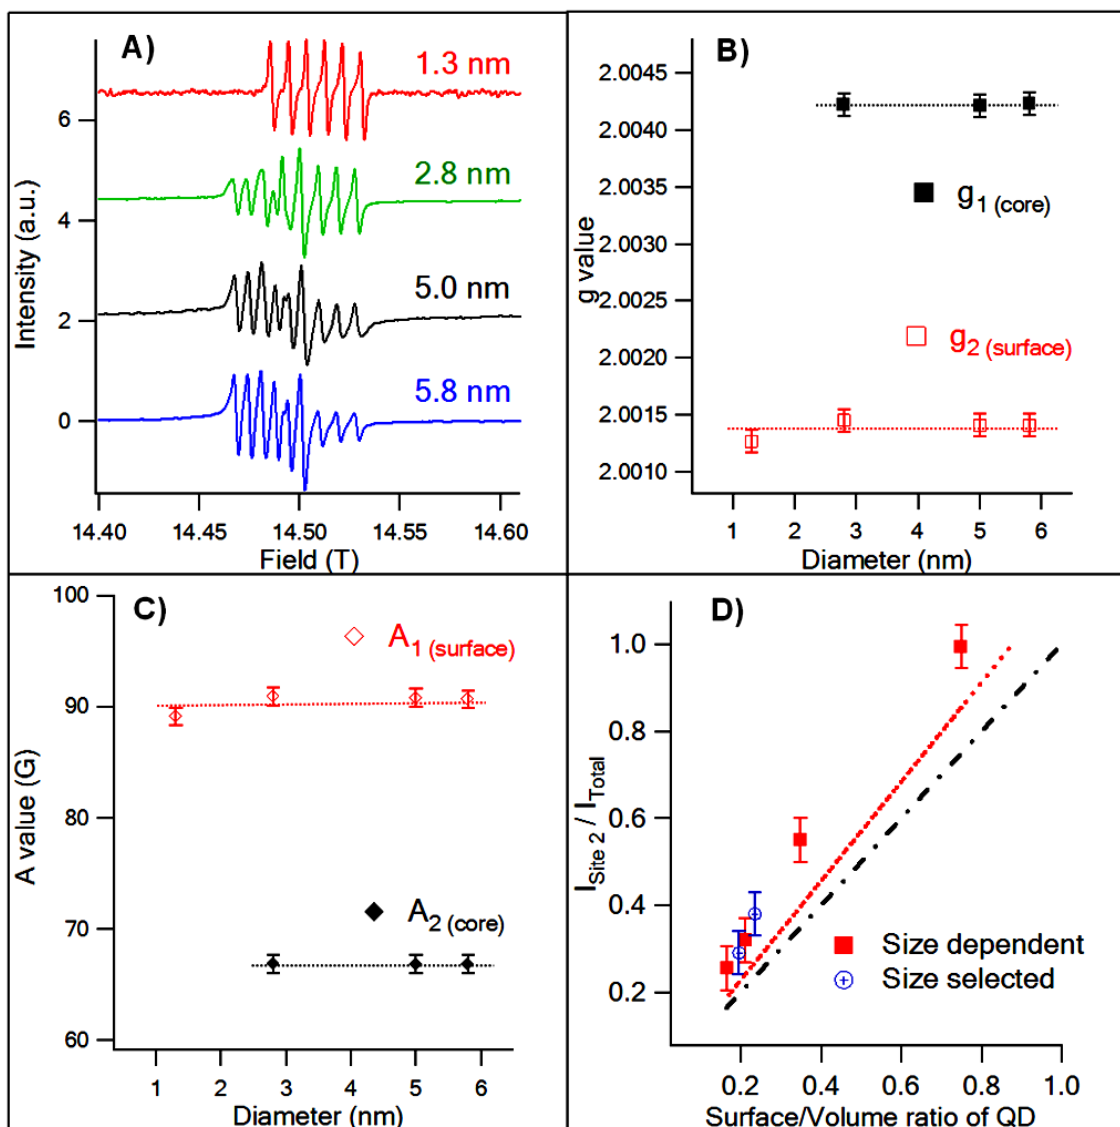 A)
1.3 nm
2.8 nm
5.0 nm
5.8 nm
Intensity (a.u.)
6
4
2
0
14.40 14.45 14.50 14.55 14.60
Field (T)
B)
g value
2.0045
2.0040
2.0035
2.0030
2.0025
2.0020
2.0015
2.0010
g1 (core)
g2 (surface)
1 2 3 4 5 6
Diameter (nm)
C)
A value (G)
100
90
80
70
60
A1 (surface)
A2 (core)
1 2 3 4 5 6
Diameter (nm)
D)
ISite 2 / ITotal
1.0
0.8
0.6
0.4
0.2
Size dependent
Size selected
0.2 0.4 0.6 0.8 1.0
Surface/Volume ratio of QD